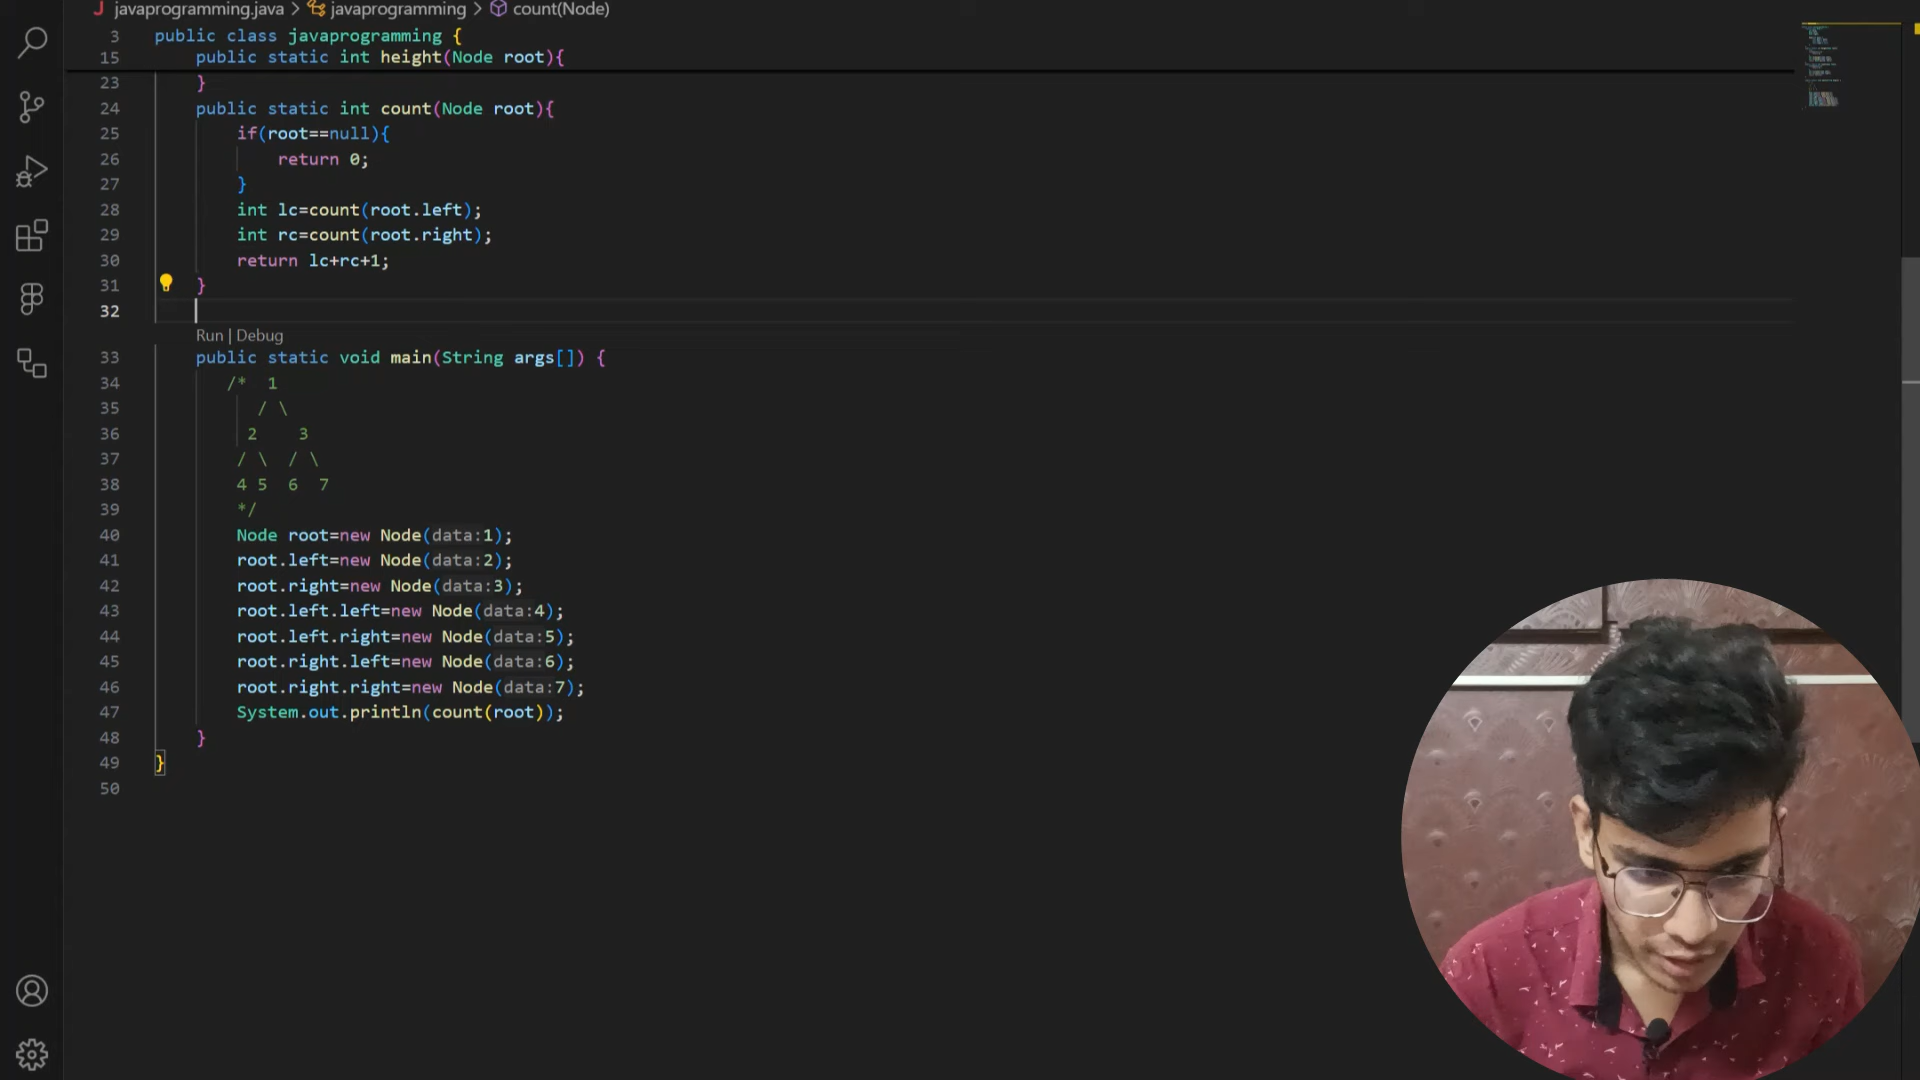 J javaprogramming.java > javaprogramming > count(Node)
3 public class javaprogramming {
15 public static int height(Node root){
23 }
24 public static int count(Node root){
25 if(root==null){
26 return 0;
27 }
28 int lc=count(root.left);
29 int rc=count(root.right);
30 return lc+rc+1;
31 }
32
Run | Debug
33 public static void main(String args[]) {
34 /* 1
35 / \
36 2 3
37 / \ / \
38 4 5 6 7
39 */
40 Node root=new Node(data:1);
41 root.left=new Node(data:2);
42 root.right=new Node(data:3);
43 root.left.left=new Node(data:4);
44 root.left.right=new Node(data:5);
45 root.right.left=new Node(data:6);
46 root.right.right=new Node(data:7);
47 System.out.println(count(root));
48 }
49 }
50